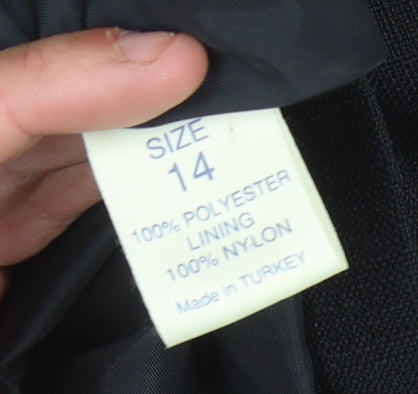 SIZE
14
100% POLYESTER
LINING
100% NYLON
Made in TURKEY